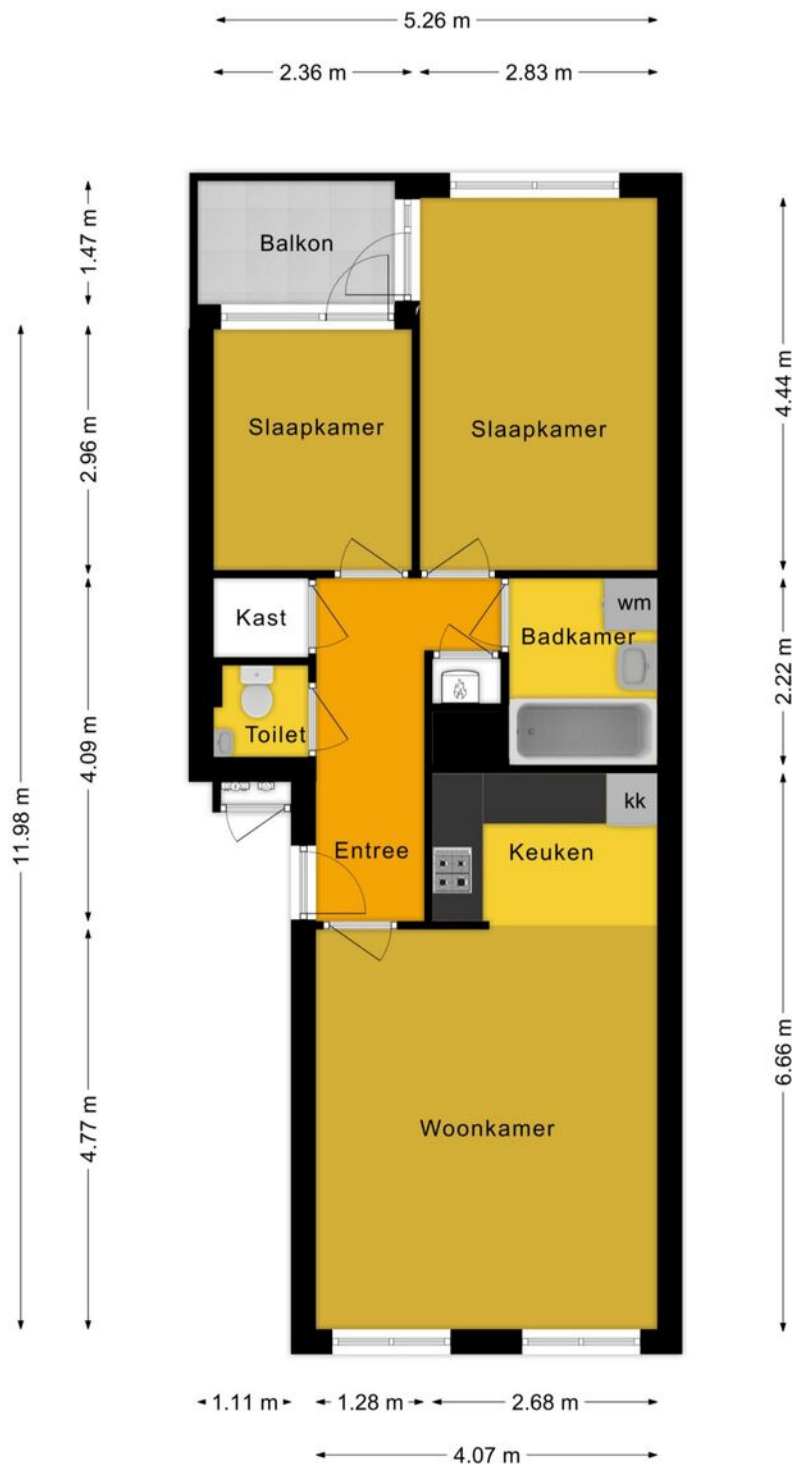 5.26 m
2.36 m
2.83 m
1.47 m
Balkon
4.44 m
2.96 m
Slaapkamer
Slaapkamer
Kast
wm
Badkamer
2.22 m
Toilet
4.09 m
11.98 m
kk
Entree
Keuken
6.66 m
4.77 m
Woonkamer
1.11 m
1.28 m
2.68 m
4.07 m